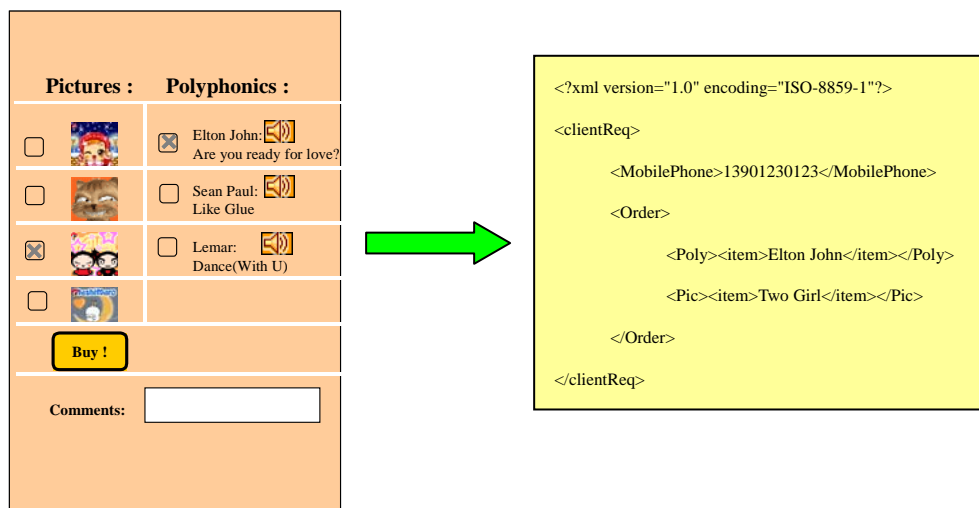 Pictures : Polyphonics :
Elton John:
Are you ready for love?
Sean Paul:
Like Glue
Lemar:
Dance(With U)
Buy !
Comments:
<?xml version="1.0" encoding="ISO-8859-1"?>
<clientReq>
<MobilePhone>13901230123</MobilePhone>
<Order>
<Poly><item>Elton John</item></Poly>
<Pic><item>Two Girl</item></Pic>
</Order>
</clientReq>